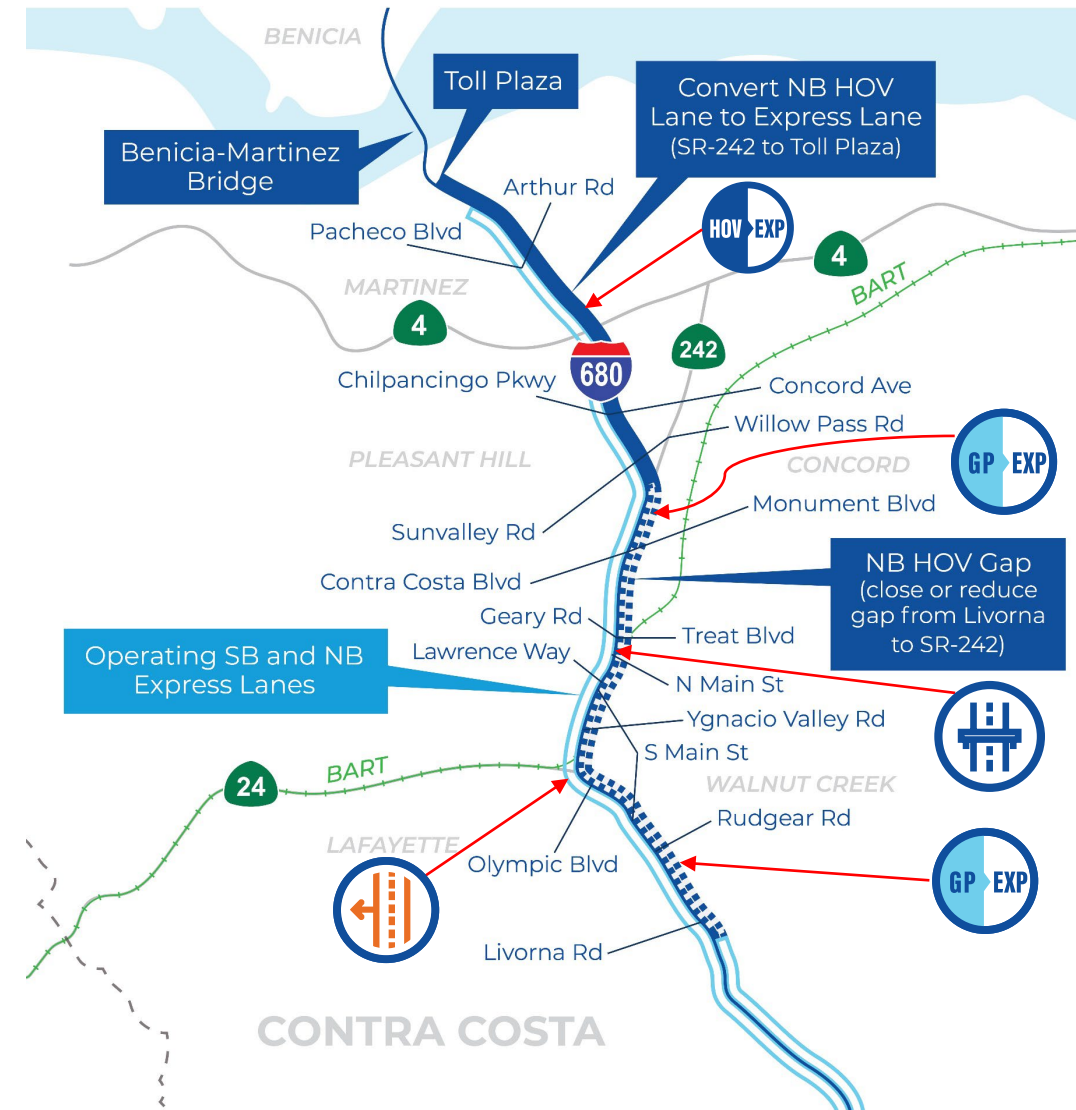 BENICIA
Toll Plaza
Convert NB HOV
Lane to Express Lane
(SR-242 to Toll Plaza)
Benicia-Martinez
Bridge
Arthur Rd
Pacheco Blvd
HOV EXP
4
BART
MARTINEZ
4
242
680
Chilpancingo Pkwy
Concord Ave
Willow Pass Rd
PLEASANT HILL
CONCORD
GP EXP
Sunvalley Rd
Monument Blvd
Contra Costa Blvd
NB HOV Gap
(close or reduce
gap from Livorna
to SR-242)
Geary Rd
Treat Blvd
Lawrence Way
Operating SB and NB
Express Lanes
N Main St
Ygnacio Valley Rd
S Main St
BART
24
WALNUT CREEK
Rudgear Rd
LAFAYETTE
Olympic Blvd
GP EXP
Livorna Rd
CONTRA COSTA